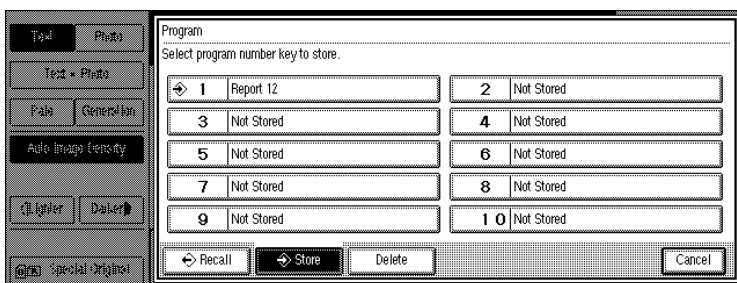 Text Photo
Text • Photo
Pale Generation
Auto Image Density
Lighter Darker
Special Original
Program
Select program number key to store.
1 Report 12
2 Not Stored
3 Not Stored
4 Not Stored
5 Not Stored
6 Not Stored
7 Not Stored
8 Not Stored
9 Not Stored
10 Not Stored
Recall Store Delete Cancel